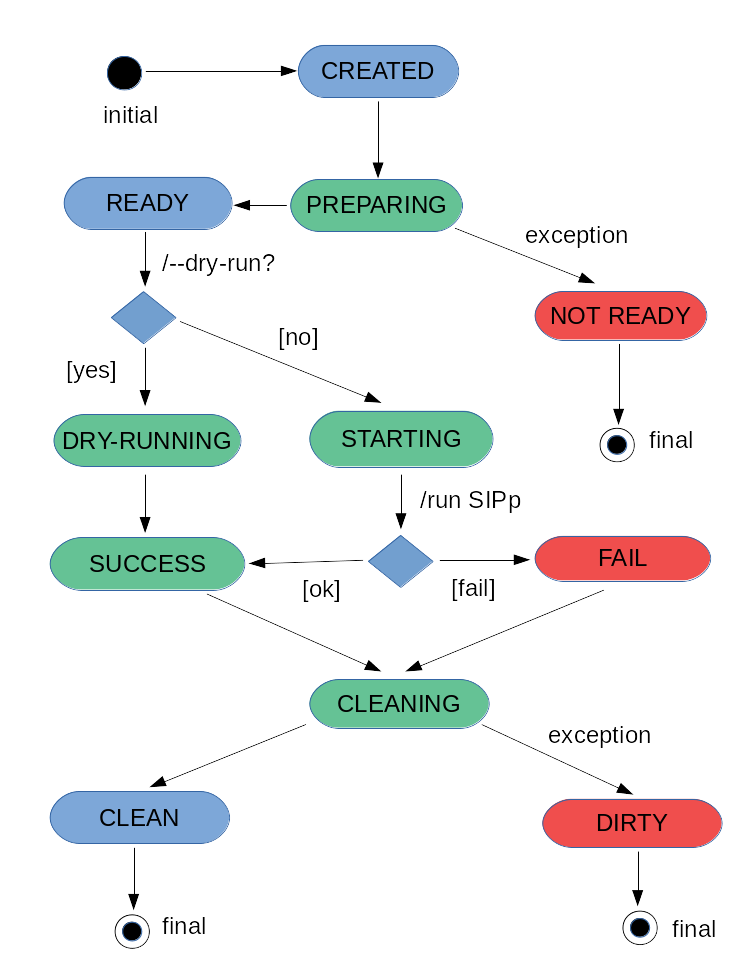 CREATED
initial
READY
PREPARING
exception
/--dry-run?
NOT READY
[no]
[yes]
DRY-RUNNING
STARTING
final
/run SIPp
SUCCESS
FAIL
[ok]
[fail]
CLEANING
exception
CLEAN
DIRTY
final
final